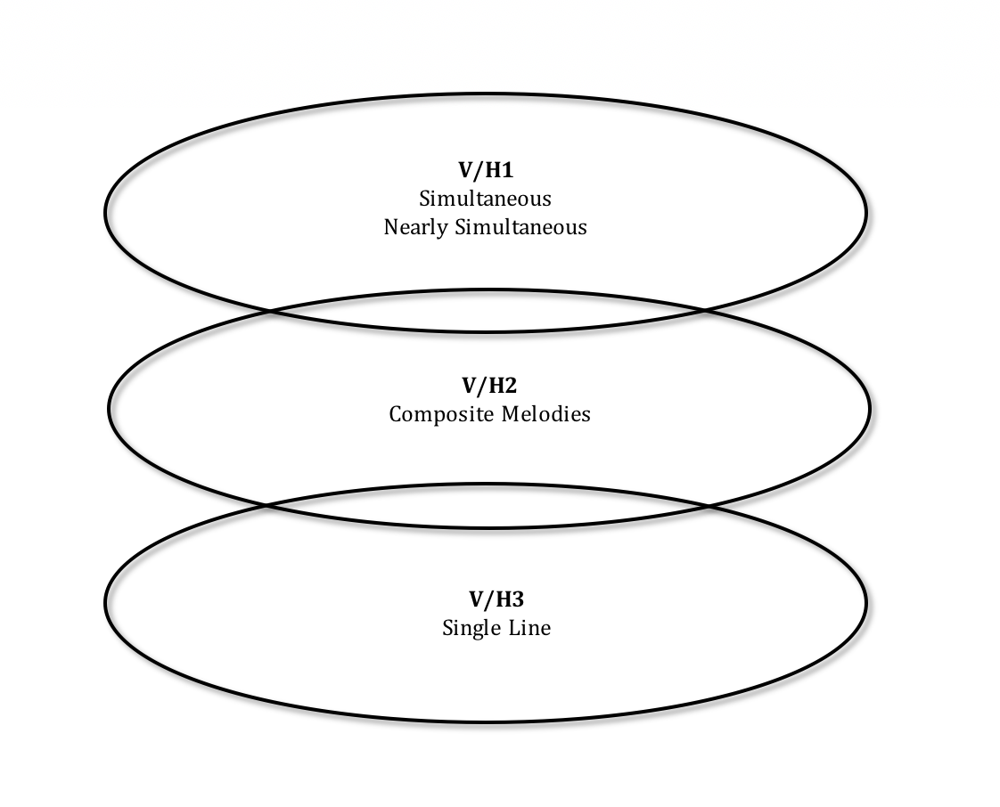 V/H1
Simultaneous
Nearly Simultaneous
V/H2
Composite Melodies
V/H3
Single Line